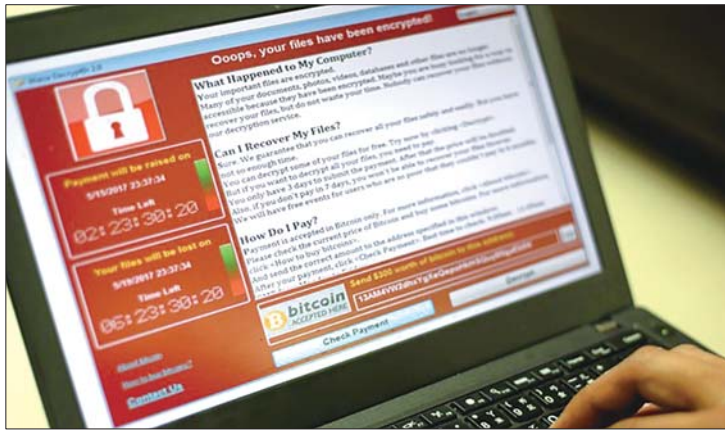 Wana Decrypt0r 2.0
Ooops, your files have been encrypted!
What Happened to My Computer?
Your important files are encrypted.
Many of your documents, photos, videos, databases and other files are no longer
accessible because they have been encrypted. Maybe you are busy looking for a way to
recover your files, but do not waste your time. Nobody can recover your files without
our decryption service.
Can I Recover My Files?
Sure. We guarantee that you can recover all your files safely and easily. But you have
not so enough time.
You can decrypt some of your files for free. Try now by clicking <Decrypt>.
But if you want to decrypt all your files, you need to pay.
You only have 3 days to submit the payment. After that the price will be doubled.
Also, if you don't pay in 7 days, you won't be able to recover your files forever.
We will have free events for users who are so poor that they couldn't pay in 6 months.
How Do I Pay?
Payment is accepted in Bitcoin only. For more information, click <About bitcoin>.
Please check the current price of Bitcoin and buy some bitcoins. For more information,
click <How to buy bitcoins>.
And send the correct amount to the address specified in this window.
After your payment, click <Check Payment>. Best time to check:
Payment will be raised on
5/15/2017 23:37:34
Time Left
02:23:30:20
Your files will be lost on
5/19/2017 23:37:34
Time Left
06:23:30:20
About bitcoin
How to buy bitcoins?
Contact Us
bitcoin
ACCEPTED HERE
Send $300 worth of bitcoin to this address:
Check Payment
Decrypt